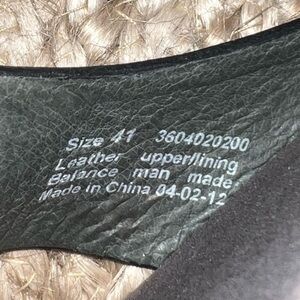 Size 41 3604020200
Leather upper/lining
Balance man made
Made in China 04-02-12